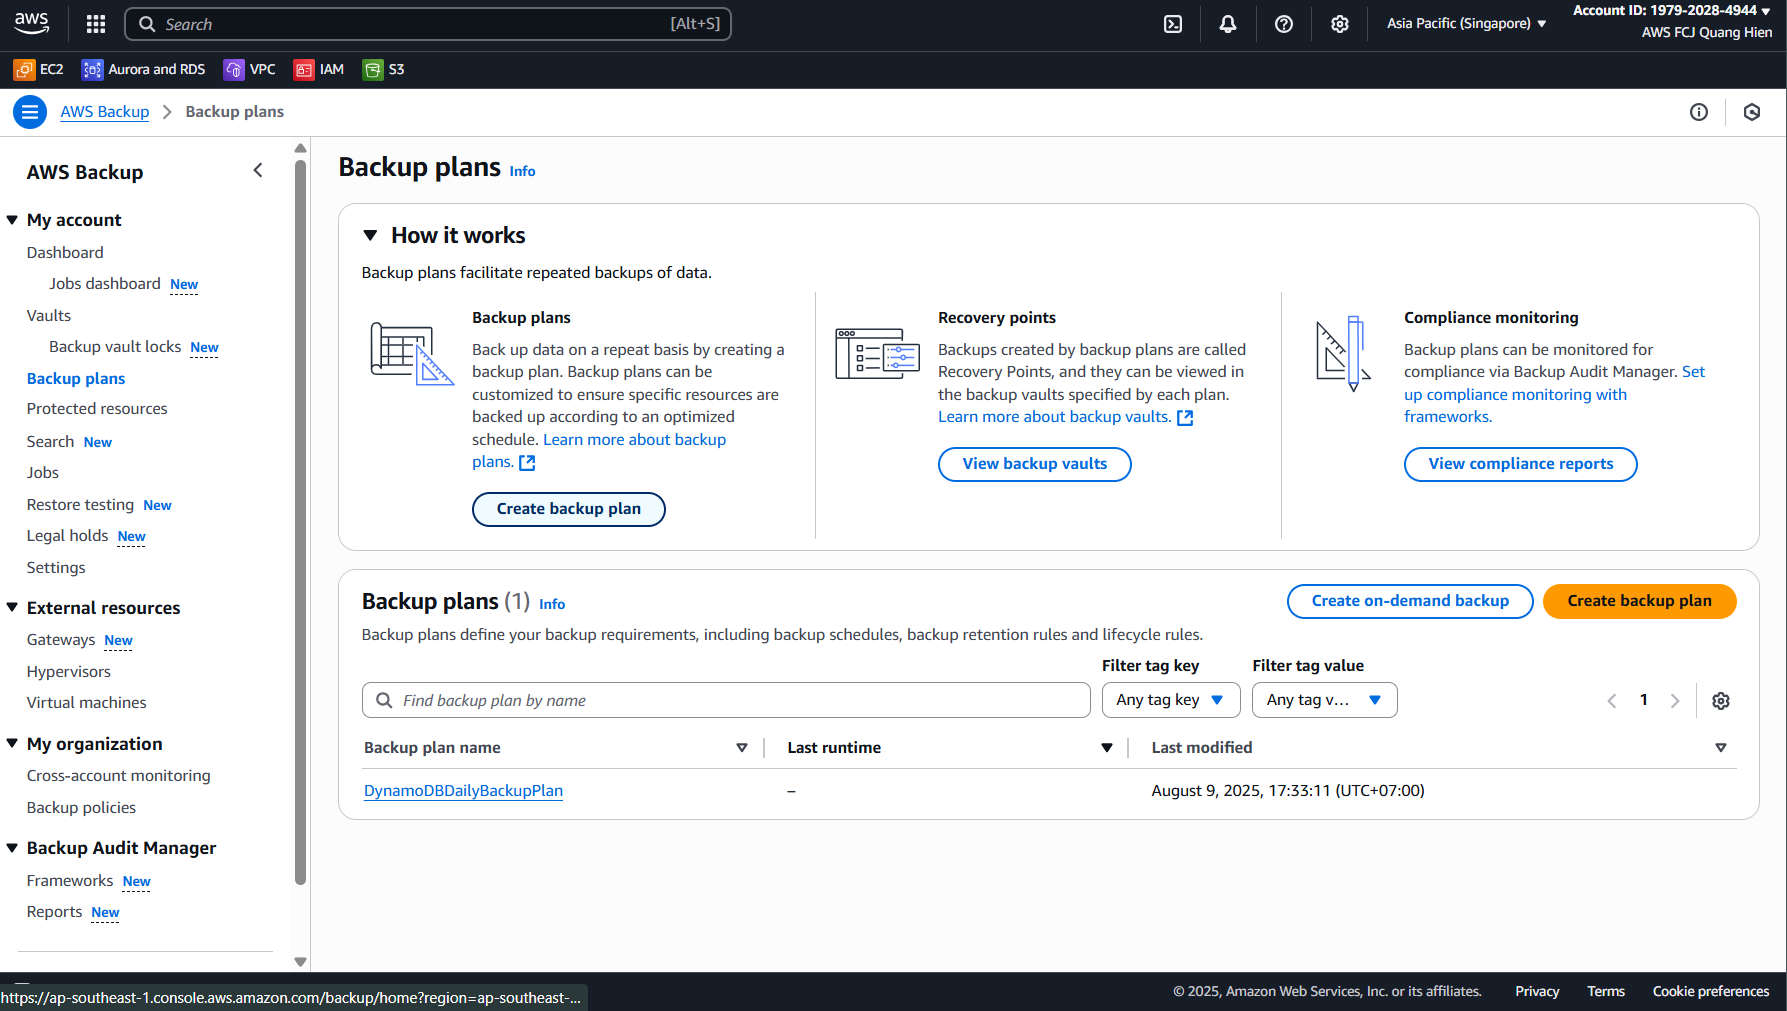 aws
Search [Alt+S]
Asia Pacific (Singapore)
Account ID: 1979-2028-4944
AWS FCJ Quang Hien
EC2 Aurora and RDS VPC IAM S3
AWS Backup Backup plans
AWS Backup
My account
Dashboard
Jobs dashboard New
Vaults
Backup vault locks New
Backup plans
Protected resources
Search New
Jobs
Restore testing New
Legal holds New
Settings
External resources
Gateways New
Hypervisors
Virtual machines
My organization
Cross-account monitoring
Backup policies
Backup Audit Manager
Frameworks New
Reports New
Backup plans Info
How it works
Backup plans facilitate repeated backups of data.
Backup plans
Back up data on a repeat basis by creating a
backup plan. Backup plans can be
customized to ensure specific resources are
backed up according to an optimized
schedule. Learn more about backup
plans.
Create backup plan
Recovery points
Backups created by backup plans are called
Recovery Points, and they can be viewed in
the backup vaults specified by each plan.
Learn more about backup vaults.
View backup vaults
Compliance monitoring
Backup plans can be monitored for
compliance via Backup Audit Manager. Set
up compliance monitoring with
frameworks.
View compliance reports
Backup plans (1) Info
Create on-demand backup
Create backup plan
Backup plans define your backup requirements, including backup schedules, backup retention rules and lifecycle rules.
Filter tag key Filter tag value
Find backup plan by name Any tag key Any tag v... 1
Backup plan name Last runtime Last modified
DynamoDBDailyBackupPlan – August 9, 2025, 17:33:11 (UTC+07:00)
https://ap-southeast-1.console.aws.amazon.com/backup/home?region=ap-southeast-...
© 2025, Amazon Web Services, Inc. or its affiliates. Privacy Terms Cookie preferences